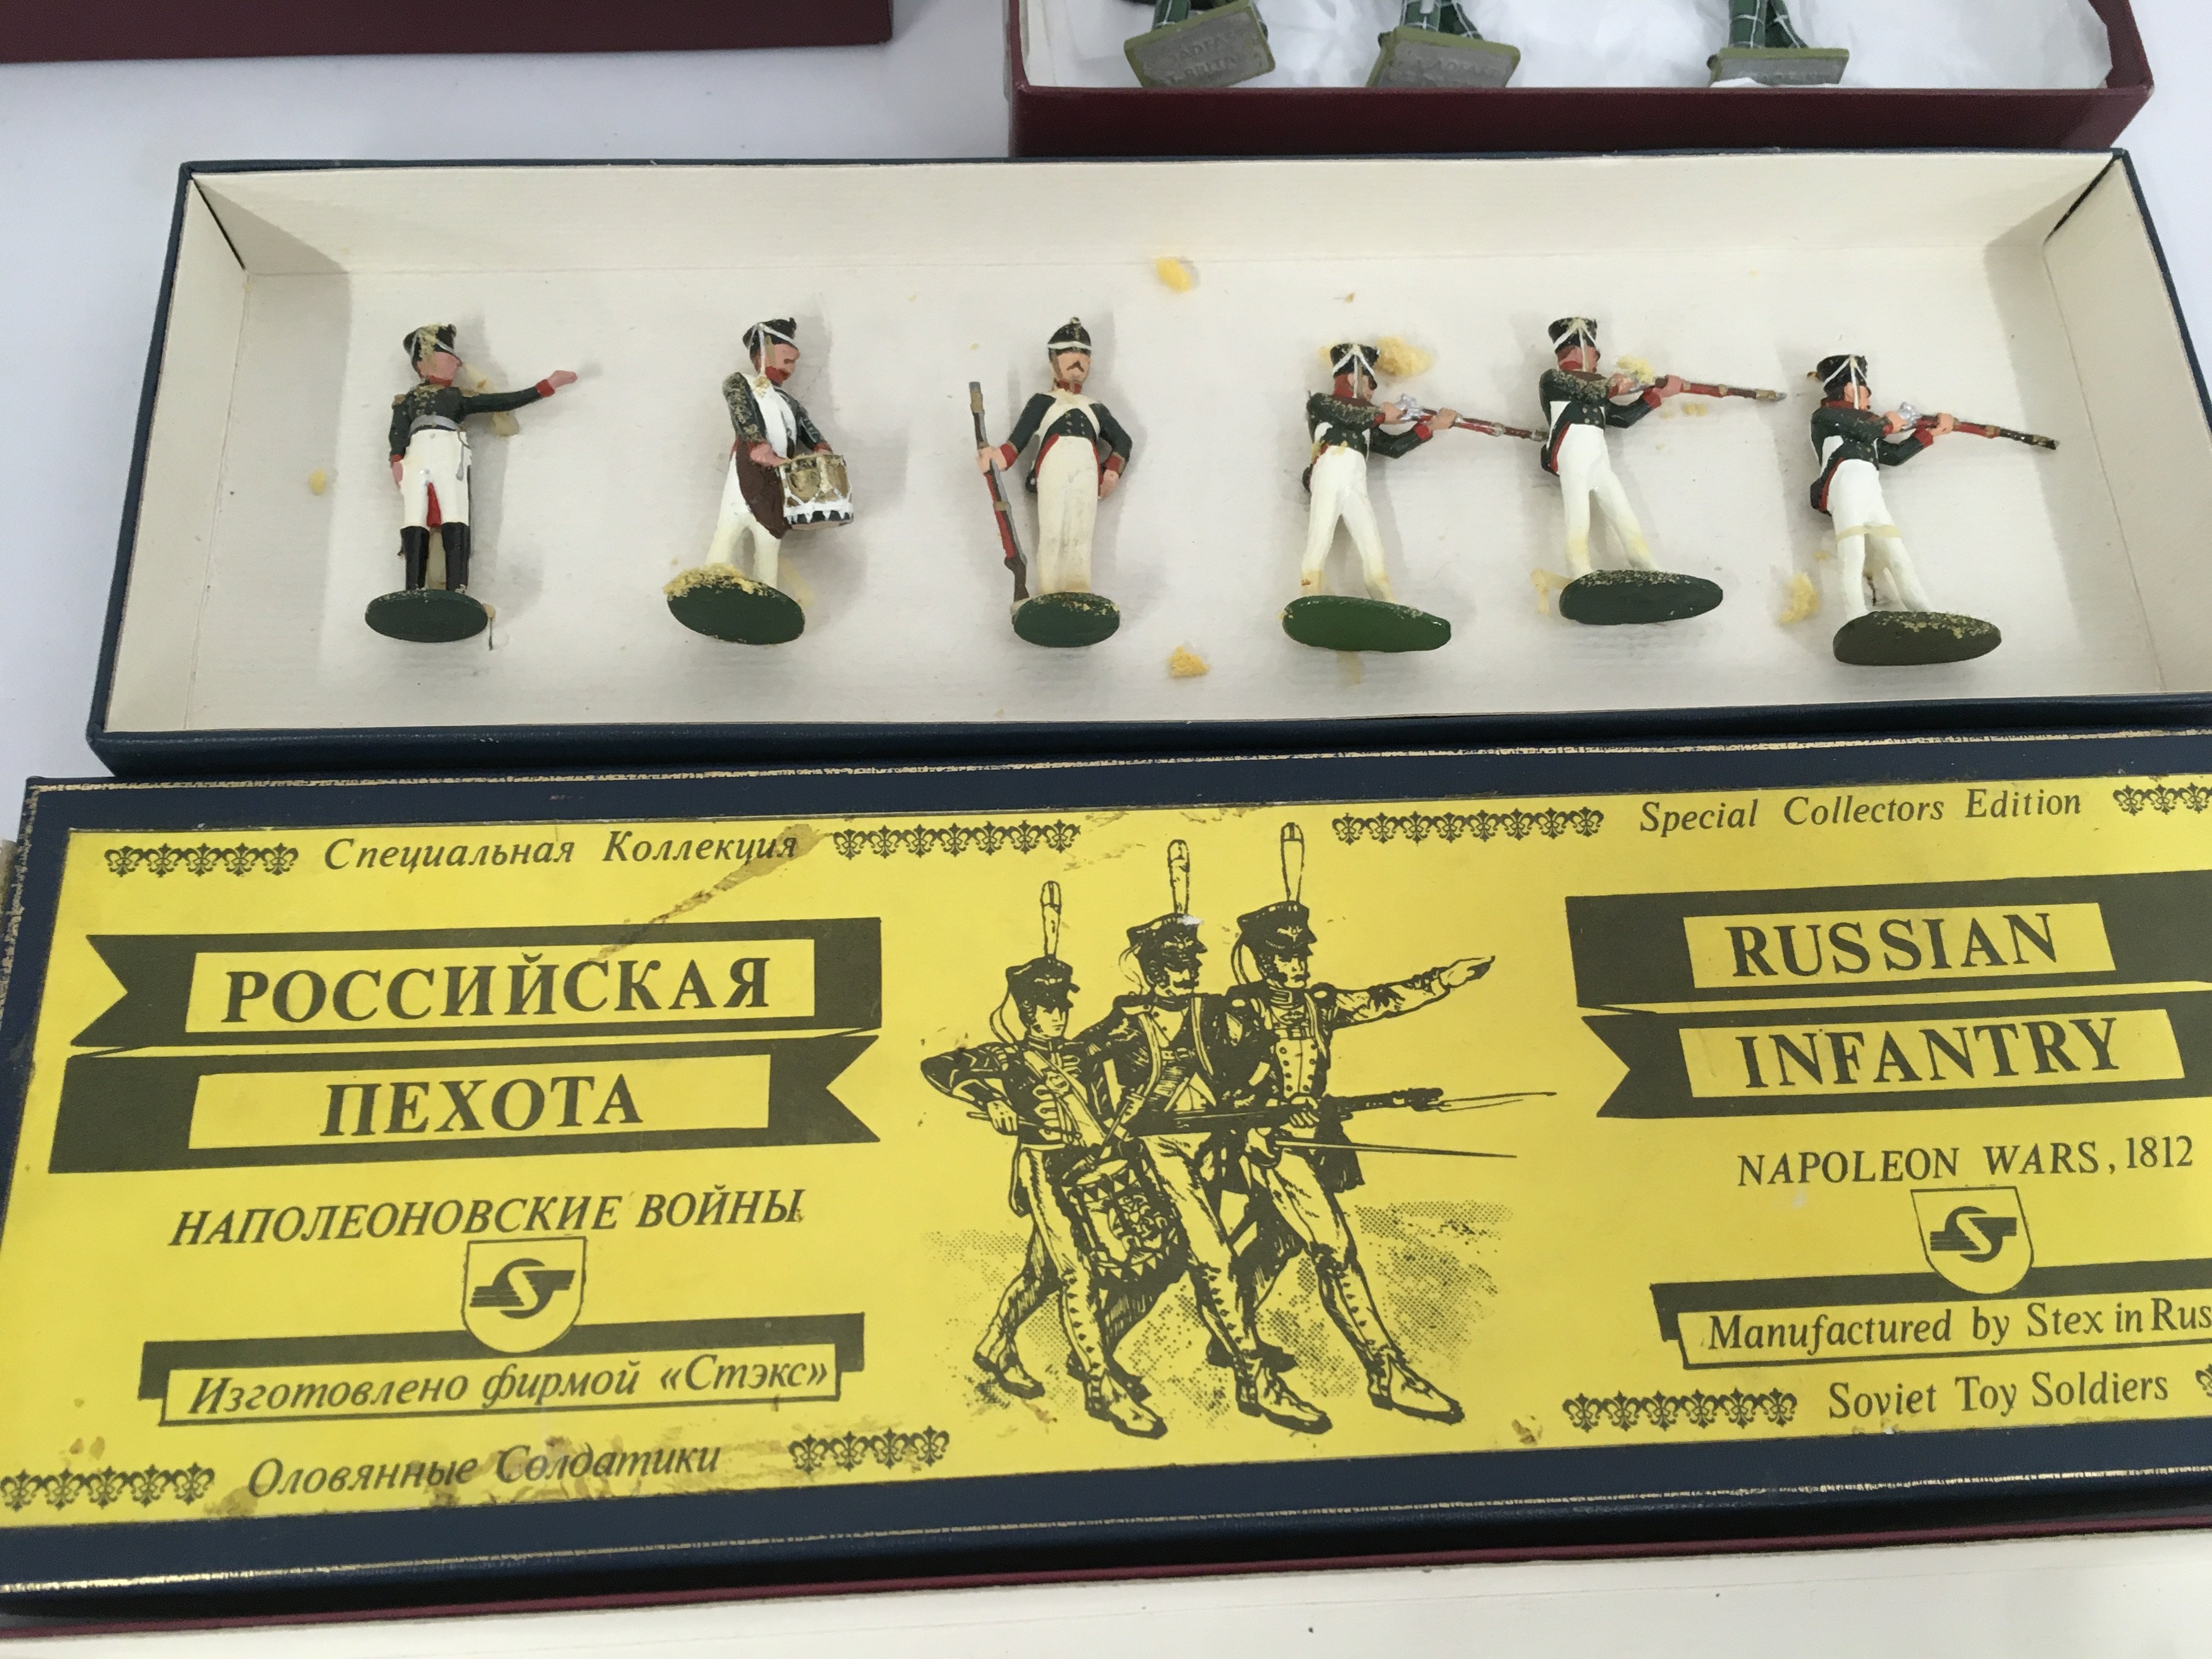 Специальная Коллекция
РОССИЙСКАЯ
ПЕХОТА
НАПОЛЕОНОВСКИЕ ВОЙНЫ
Изготовлено фирмой «Стэкс»
Оловянные Солдатики
Special Collectors Edition
RUSSIAN
INFANTRY
NAPOLEON WARS, 1812
Manufactured by Stex in Rus
Soviet Toy Soldiers